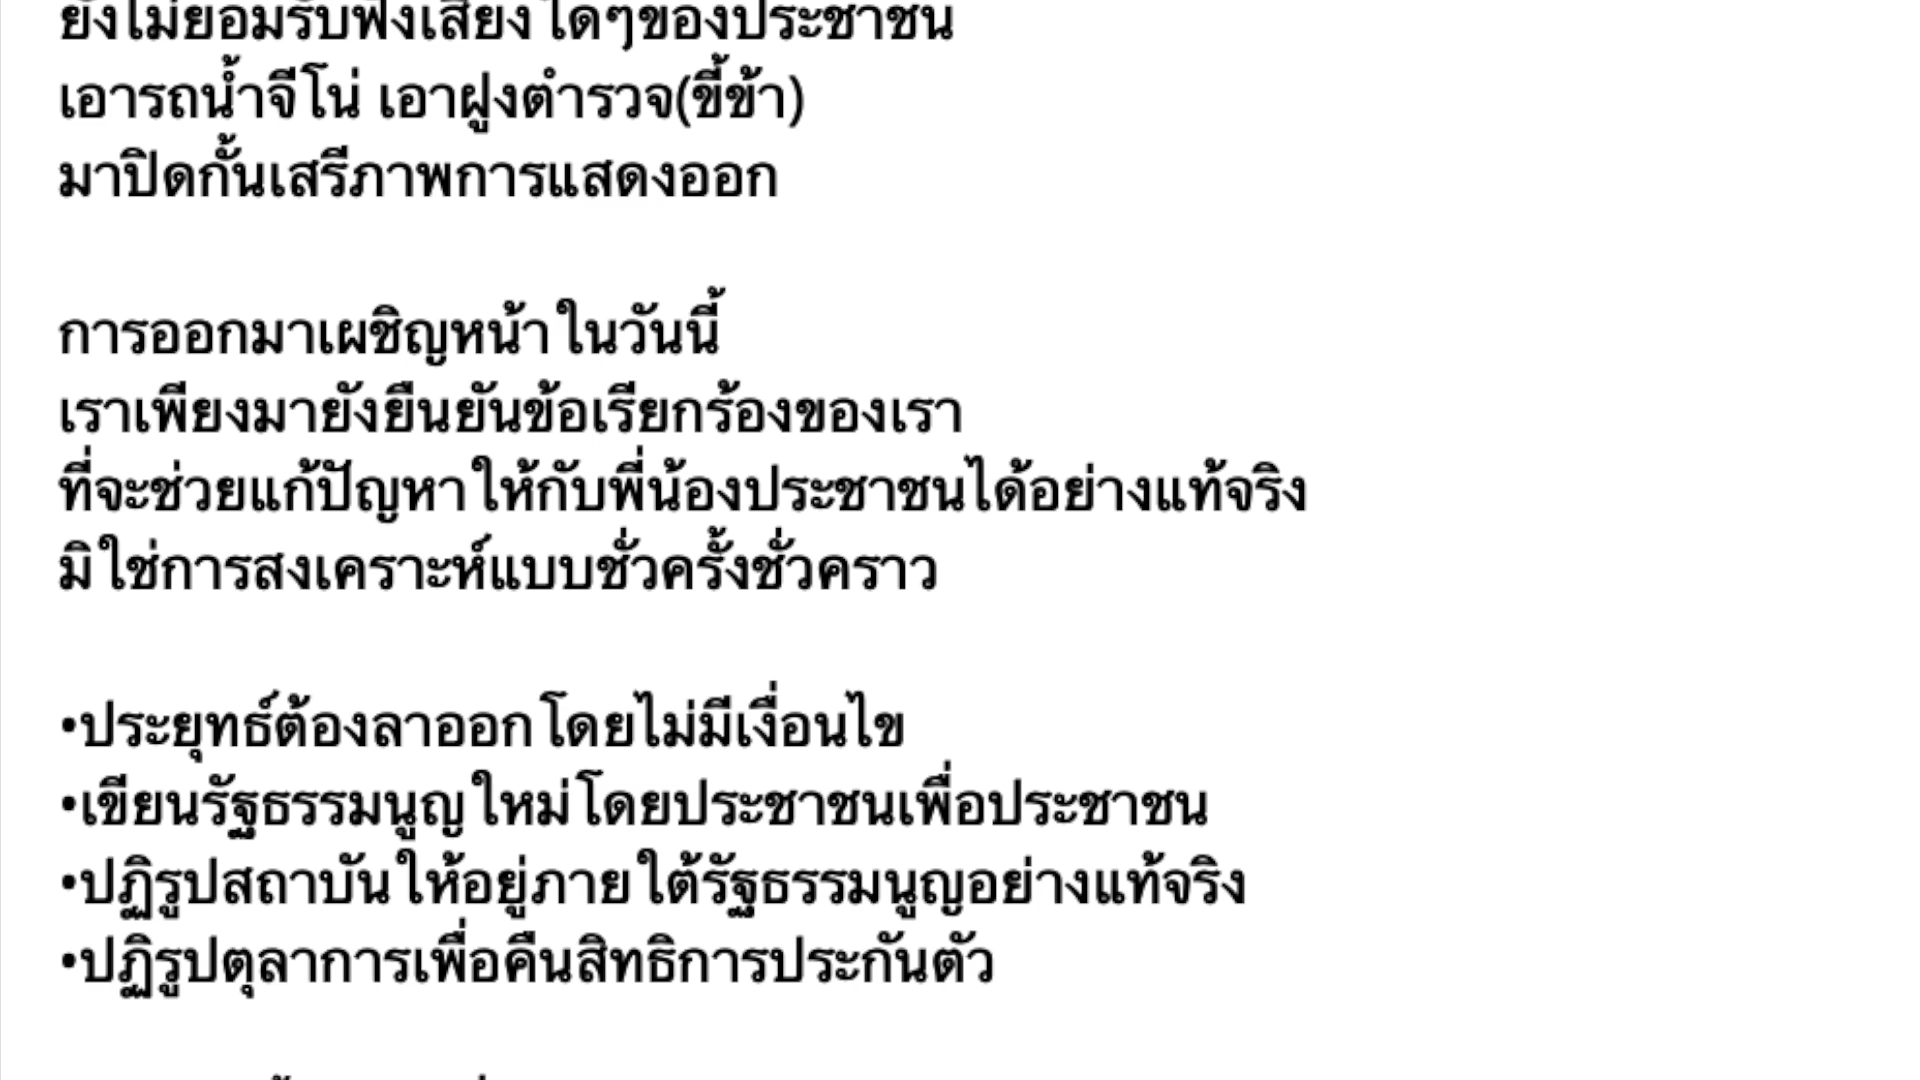 ยังไม่ยอมรับฟังเสียงใดๆของประชาชน
เอารถน้ำจีโน่ เอาฝูงตำรวจ(ขี้ข้า)
มาปิดกั้นเสรีภาพการแสดงออก
การออกมาเผชิญหน้าในวันนี้
เราเพียงมายังยืนยันข้อเรียกร้องของเรา
ที่จะช่วยแก้ปัญหาให้กับพี่น้องประชาชนได้อย่างแท้จริง
มิใช่การสงเคราะห์แบบชั่วครั้งชั่วคราว
•ประยุทธ์ต้องลาออกโดยไม่มีเงื่อนไข
•เขียนรัฐธรรมนูญใหม่โดยประชาชนเพื่อประชาชน
•ปฏิรูปสถาบันให้อยู่ภายใต้รัฐธรรมนูญอย่างแท้จริง
•ปฏิรูปตุลาการเพื่อคืนสิทธิการประกันตัว